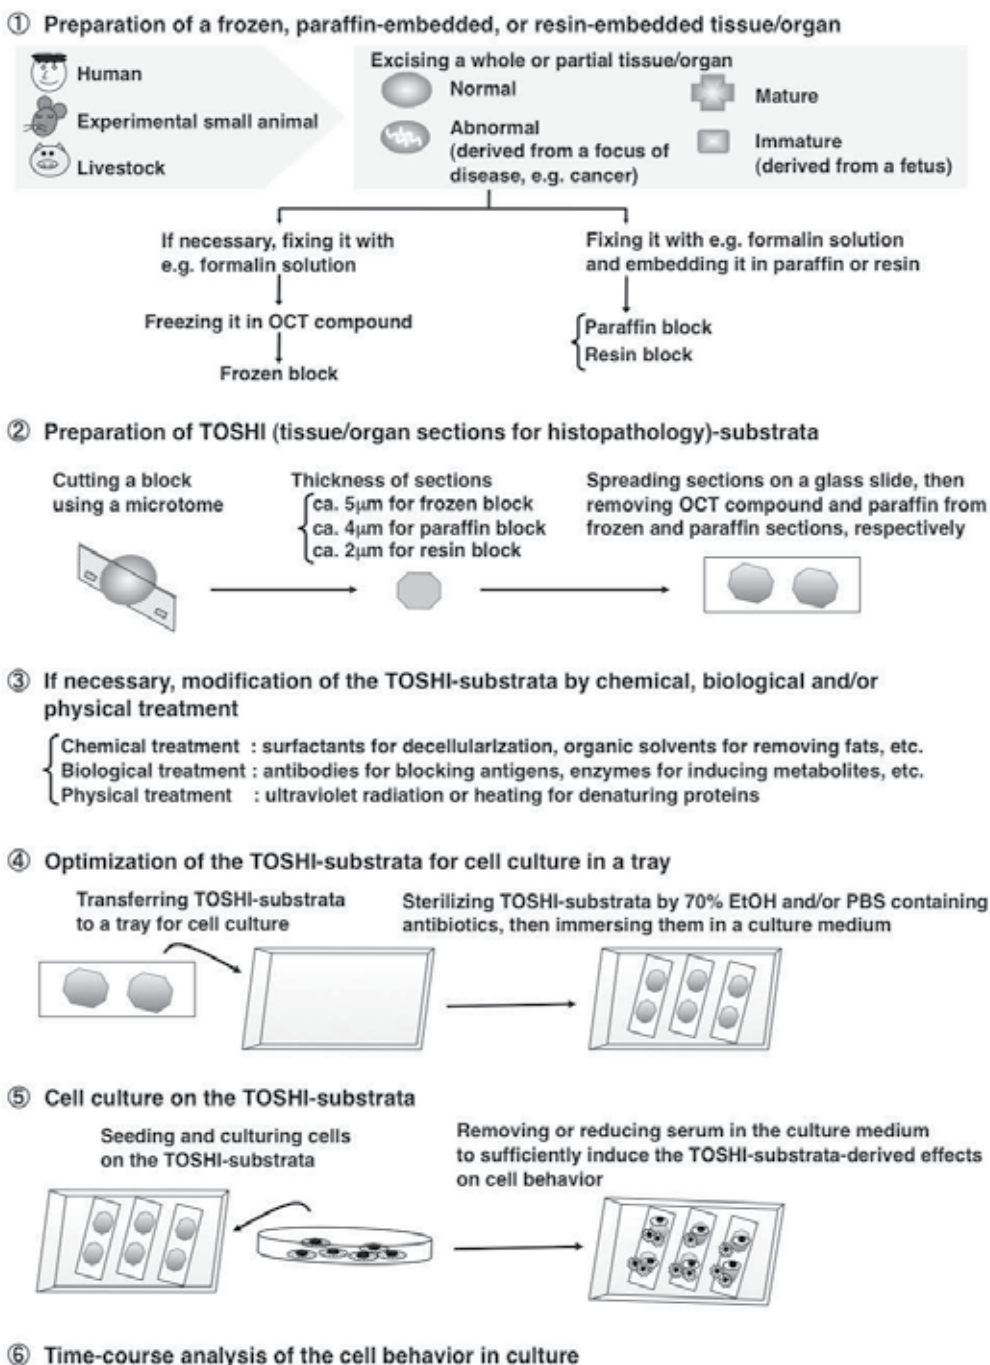 ① Preparation of a frozen, paraffin-embedded, or resin-embedded tissue/organ
Human
Experimental small animal
Livestock
Excising a whole or partial tissue/organ
Normal
Abnormal
(derived from a focus of
disease, e.g. cancer)
Mature
Immature
(derived from a fetus)
If necessary, fixing it with
e.g. formalin solution
Freezing it in OCT compound
Frozen block
Fixing it with e.g. formalin solution
and embedding it in paraffin or resin
Paraffin block
Resin block
② Preparation of TOSHI (tissue/organ sections for histopathology)-substrata
Cutting a block
using a microtome
Thickness of sections
ca. 5μm for frozen block
ca. 4μm for paraffin block
ca. 2μm for resin block
Spreading sections on a glass slide, then
removing OCT compound and paraffin from
frozen and paraffin sections, respectively
③ If necessary, modification of the TOSHI-substrata by chemical, biological and/or
physical treatment
Chemical treatment : surfactants for decellularization, organic solvents for removing fats, etc.
Biological treatment : antibodies for blocking antigens, enzymes for inducing metabolites, etc.
Physical treatment : ultraviolet radiation or heating for denaturing proteins
④ Optimization of the TOSHI-substrata for cell culture in a tray
Transferring TOSHI-substrata
to a tray for cell culture
Sterilizing TOSHI-substrata by 70% EtOH and/or PBS containing
antibiotics, then immersing them in a culture medium
⑤ Cell culture on the TOSHI-substrata
Seeding and culturing cells
on the TOSHI-substrata
Removing or reducing serum in the culture medium
to sufficiently induce the TOSHI-substrata-derived effects
on cell behavior
⑥ Time-course analysis of the cell behavior in culture